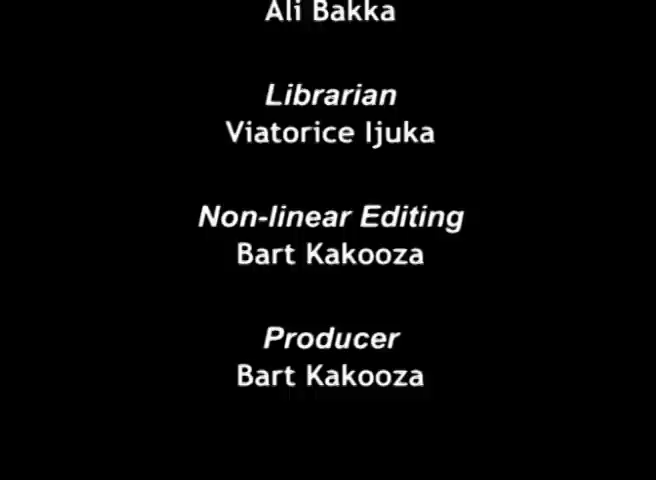 Ali Bakka
Librarian
Viatorice Ijuka
Non-linear Editing
Bart Kakooza
Producer
Bart Kakooza